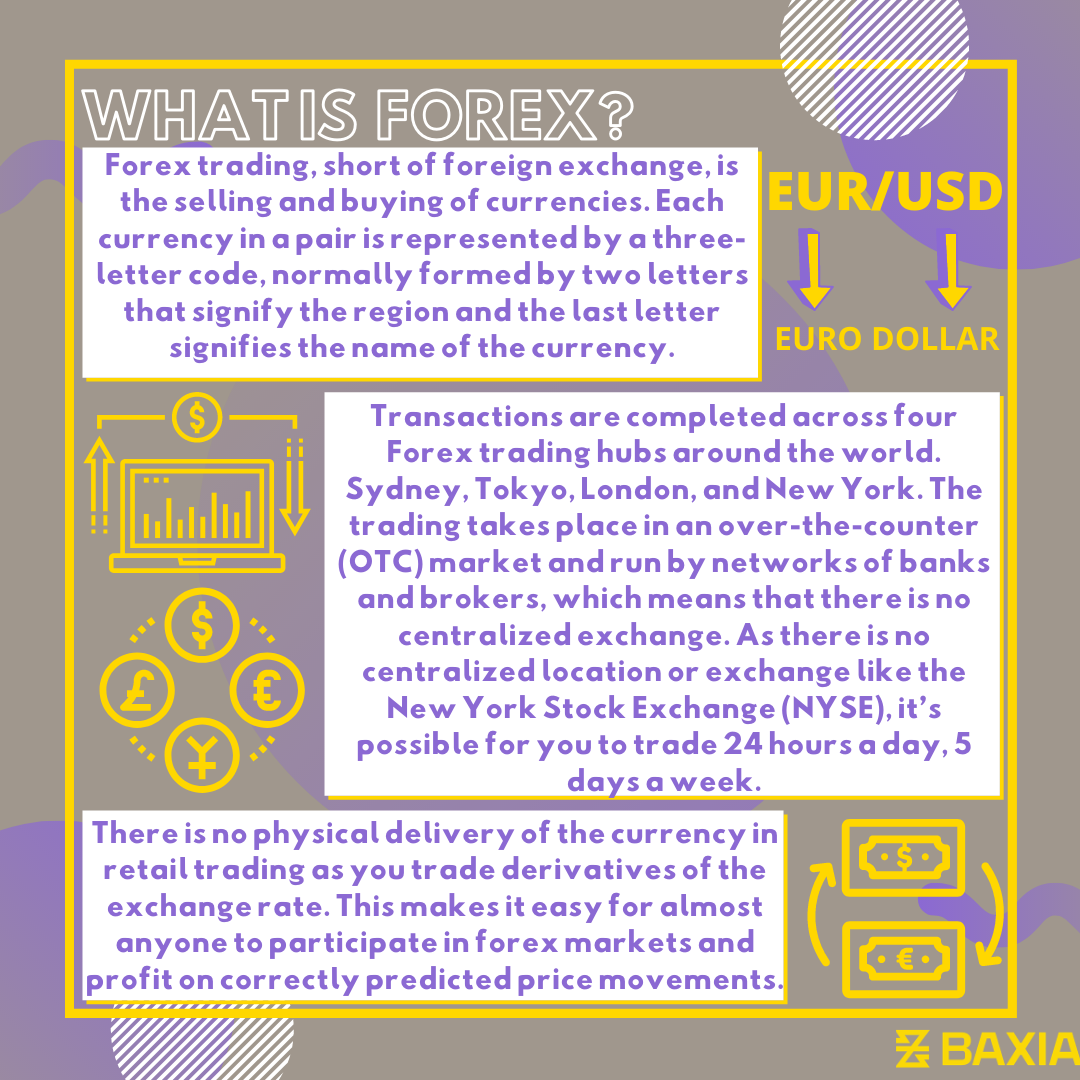 WHAT IS FOREX?
Forex trading, short of foreign exchange, is
the selling and buying of currencies. Each
currency in a pair is represented by a three-
letter code, normally formed by two letters
that signify the region and the last letter
signifies the name of the currency.
EUR/USD
EURO DOLLAR
Transactions are completed across four
Forex trading hubs around the world.
Sydney, Tokyo, London, and New York. The
trading takes place in an over-the-counter
(OTC) market and run by networks of banks
and brokers, which means that there is no
centralized exchange. As there is no
centralized location or exchange like the
New York Stock Exchange (NYSE), it's
possible for you to trade 24 hours a day, 5
days a week.
There is no physical delivery of the currency in
retail trading as you trade derivatives of the
exchange rate. This makes it easy for almost
anyone to participate in forex markets and
profit on correctly predicted price movements.
BAXIA